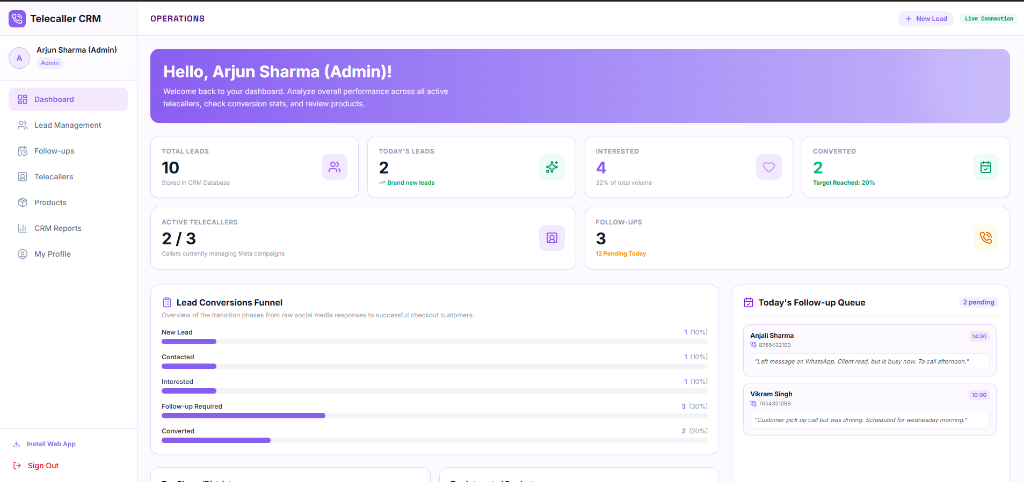 Telecaller CRM
OPERATIONS
New Lead
Live Connection
A
Arjun Sharma (Admin)
Admin
Dashboard
Lead Management
Follow-ups
Telecallers
Products
CRM Reports
My Profile
Install Web App
Sign Out
Hello, Arjun Sharma (Admin)!
Welcome back to your dashboard. Analyze overall performance across all active
telecallers, check conversion stats, and review products.
TOTAL LEADS
10
Stored in CRM Database
TODAY'S LEADS
2
Brand new leads
INTERESTED
4
32% of total volume
CONVERTED
2
Target Reached: 20%
ACTIVE TELECALLERS
2 / 3
Callers currently managing Meta campaigns
FOLLOW-UPS
3
12 Pending Today
Lead Conversions Funnel
Overview of the transition phases from raw social media responses to successful checkout customers.
New Lead
1 (10%)
Contacted
1 (10%)
Interested
1 (10%)
Follow-up Required
3 (30%)
Converted
2 (20%)
Today's Follow-up Queue
2 pending
Anjali Sharma
14:30
8765432109
"Left message on WhatsApp. Client read, but is busy now. To call afternoon."
Vikram Singh
10:00
7654321098
"Customer pick up call but was driving. Scheduled for wednesday morning."